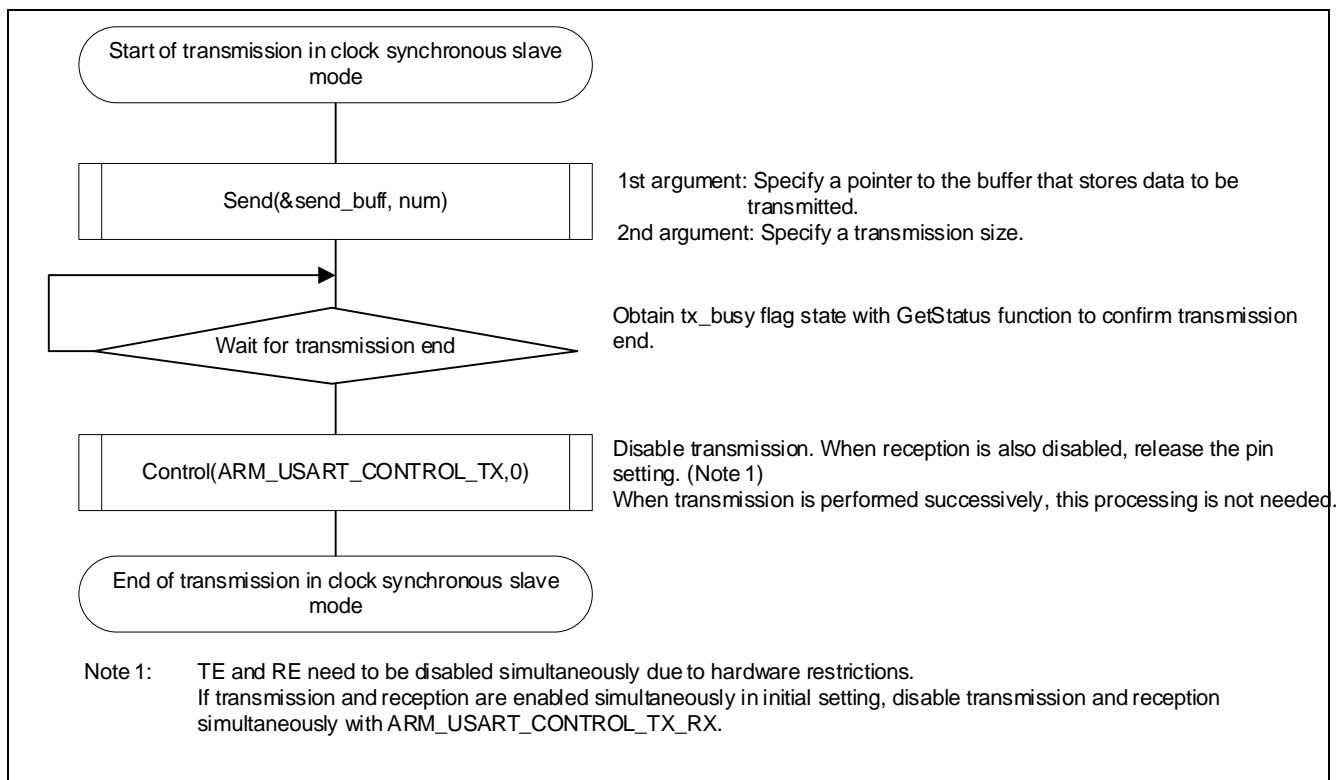 Start of transmission in clock synchronous slave
mode
Send(&send_buff, num)
1st argument: Specify a pointer to the buffer that stores data to be
transmitted.
2nd argument: Specify a transmission size.
Wait for transmission end
Obtain tx_busy flag state with GetStatus function to confirm transmission
end.
Control(ARM_USART_CONTROL_TX,0)
Disable transmission. When reception is also disabled, release the pin
setting. (Note 1)
When transmission is performed successively, this processing is not needed.
End of transmission in clock synchronous slave
mode
Note 1: TE and RE need to be disabled simultaneously due to hardware restrictions.
If transmission and reception are enabled simultaneously in initial setting, disable transmission and reception
simultaneously with ARM_USART_CONTROL_TX_RX.